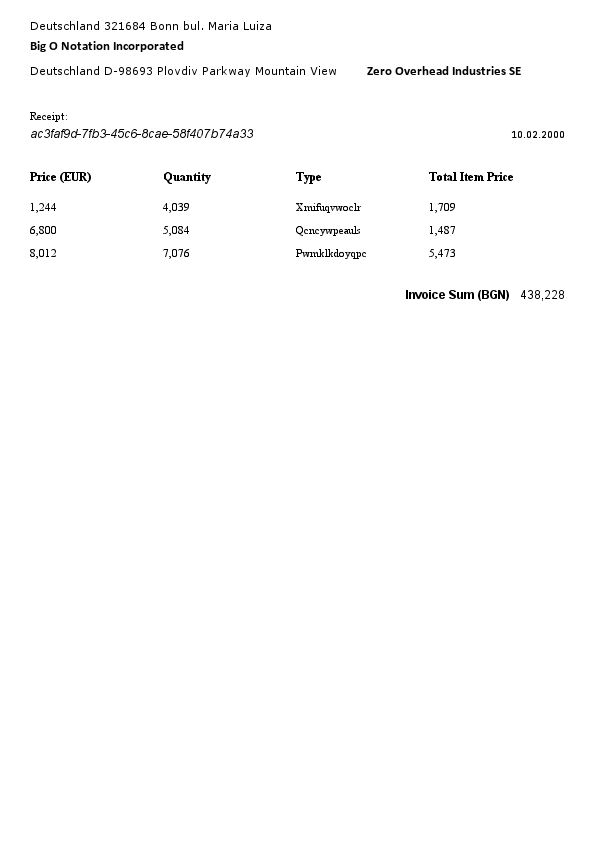 Deutschland 321684 Bonn bul. Maria Luiza
Big O Notation Incorporated
Deutschland D-98693 Plovdiv Parkway Mountain View Zero Overhead Industries SE
Receipt:
ac3faf9d-7fb3-45c6-8cae-58f407b74a33 10.02.2000
Price (EUR) Quantity Type Total Item Price
1,244 4,039 Xmifuqvwoclr 1,709
6,800 5,084 Qcncywpeauls 1,487
8,012 7,076 Pwmklkdoyqpc 5,473
Invoice Sum (BGN) 438,228